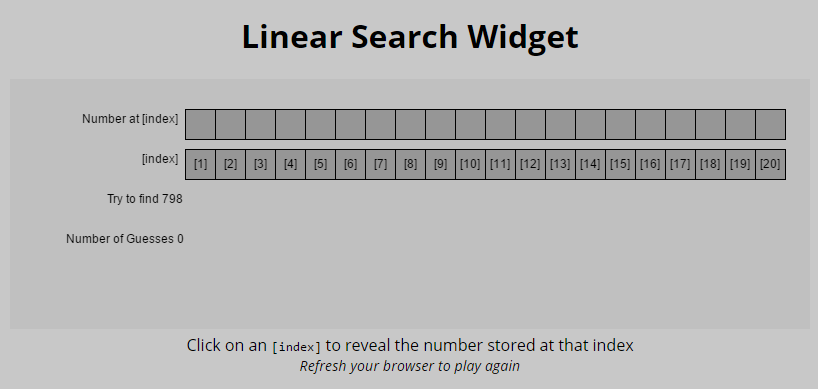 Linear Search Widget
Number at [index]
[index] [1] [2] [3] [4] [5] [6] [7] [8] [9] [10] [11] [12] [13] [14] [15] [16] [17] [18] [19] [20]
Try to find 798
Number of Guesses 0
Click on an [index] to reveal the number stored at that index
Refresh your browser to play again